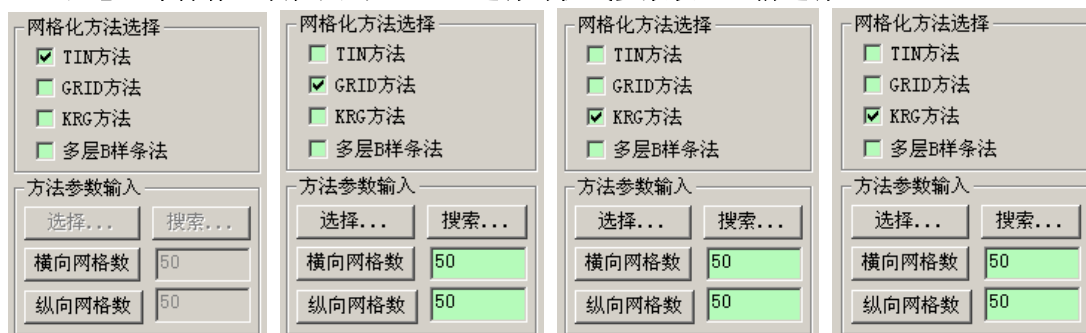 网格化方法选择
TIN方法
GRID方法
KRG方法
多层B样条法
方法参数输入
选择... 搜索...
横向网格数 50
纵向网格数 50
网格化方法选择
TIN方法
GRID方法
KRG方法
多层B样条法
方法参数输入
选择... 搜索...
横向网格数 50
纵向网格数 50
网格化方法选择
TIN方法
GRID方法
KRG方法
多层B样条法
方法参数输入
选择... 搜索...
横向网格数 50
纵向网格数 50
网格化方法选择
TIN方法
GRID方法
KRG方法
多层B样条法
方法参数输入
选择... 搜索...
横向网格数 50
纵向网格数 50